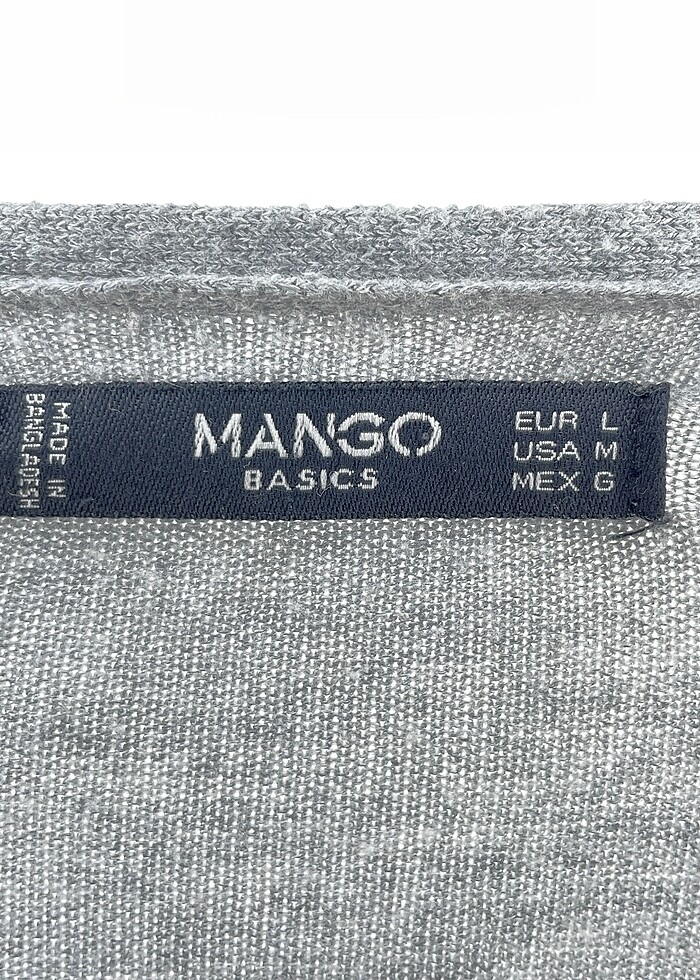 MADE IN
BANGLADESH
MANGO
BASICS
EUR L
USA M
MEX G